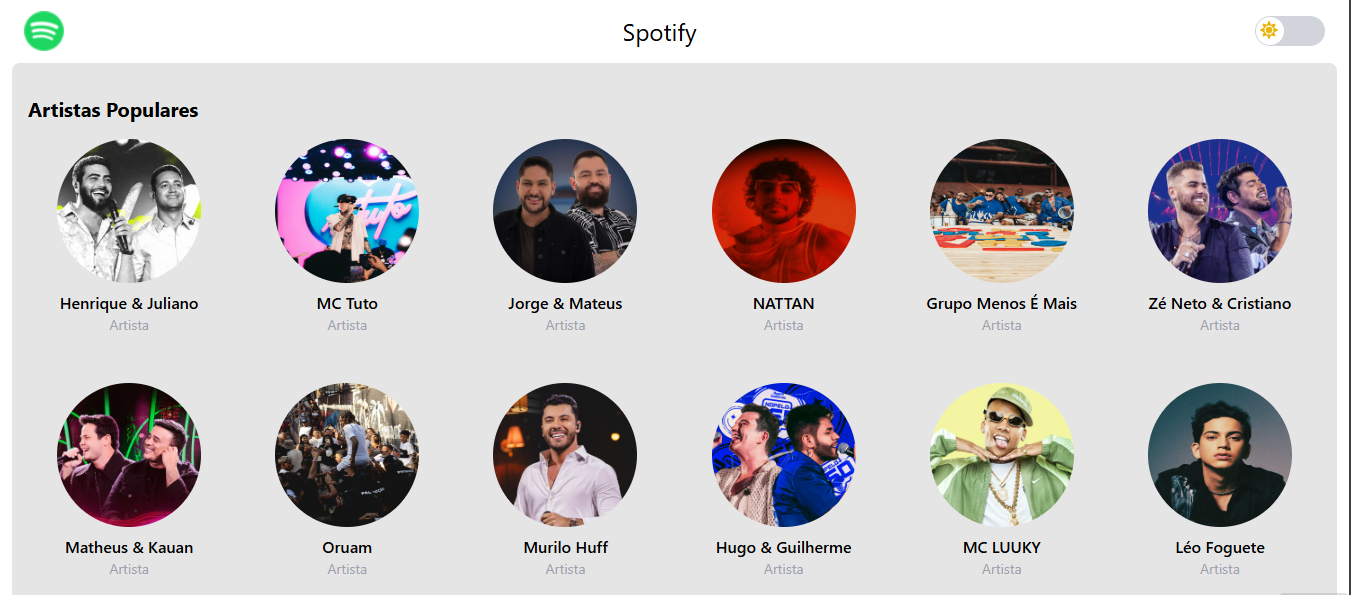 Spotify
Artistas Populares
Henrique & Juliano
Artista
MC Tuto
Artista
Jorge & Mateus
Artista
NATTAN
Artista
Grupo Menos É Mais
Artista
Zé Neto & Cristiano
Artista
Matheus & Kauan
Artista
Oruam
Artista
Murilo Huff
Artista
Hugo & Guilherme
Artista
MC LUUKY
Artista
Léo Foguete
Artista